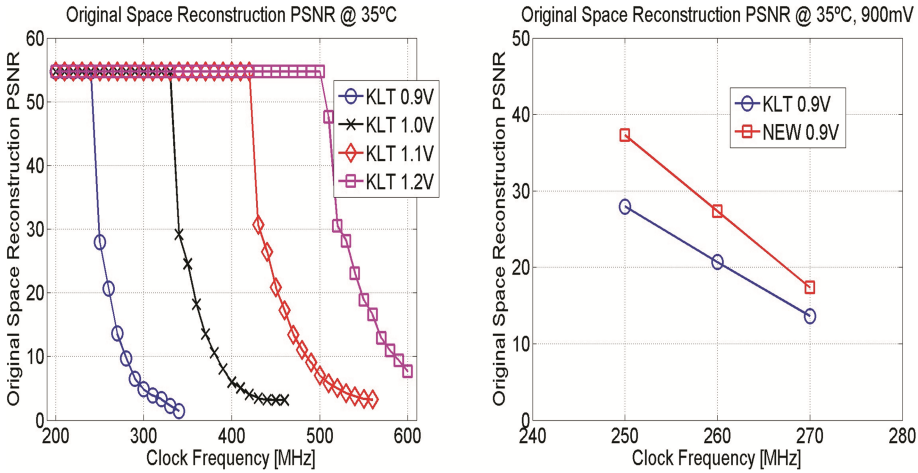 Original Space Reconstruction PSNR @ 35ºC
Original Space Reconstruction PSNR
60
50
40
30
20
10
0
KLT 0.9V
KLT 1.0V
KLT 1.1V
KLT 1.2V
200 300 400 500 600
Clock Frequency [MHz]
Original Space Reconstruction PSNR @ 35ºC, 900mV
Original Space Reconstruction PSNR
50
40
30
20
10
0
KLT 0.9V
NEW 0.9V
240 250 260 270 280
Clock Frequency [MHz]